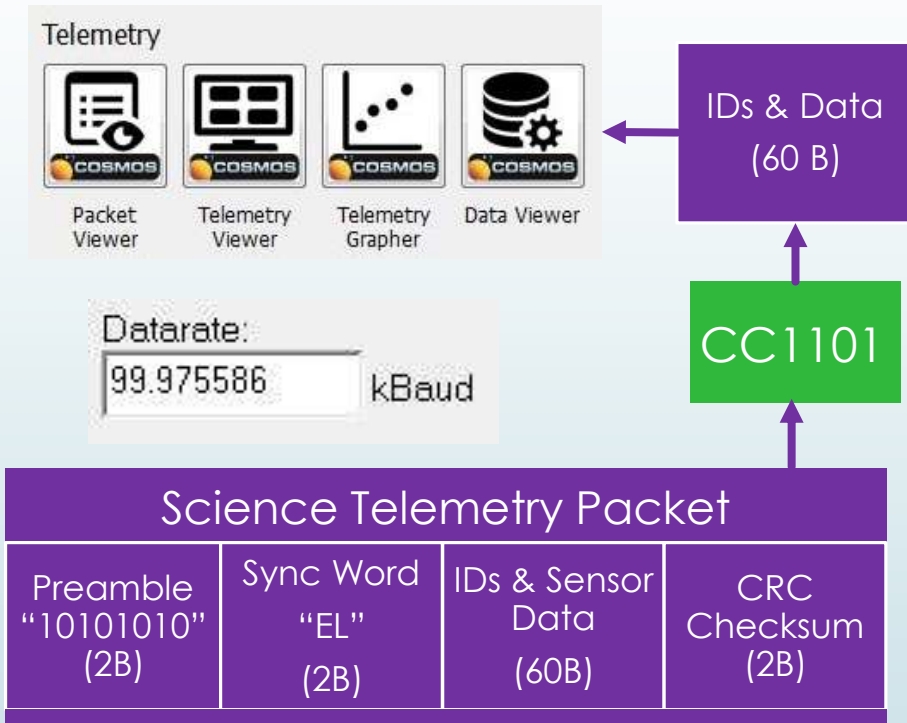 Telemetry
COSMOS
COSMOS
COSMOS
COSMOS
Packet
Viewer
Telemetry
Viewer
Telemetry
Grapher
Data Viewer
IDs & Data
(60 B)
Datarate:
99.975586 kBaud
CC1101
Science Telemetry Packet
Preamble
“10101010”
(2B)
Sync Word
“EL”
(2B)
IDs & Sensor
Data
(60B)
CRC
Checksum
(2B)